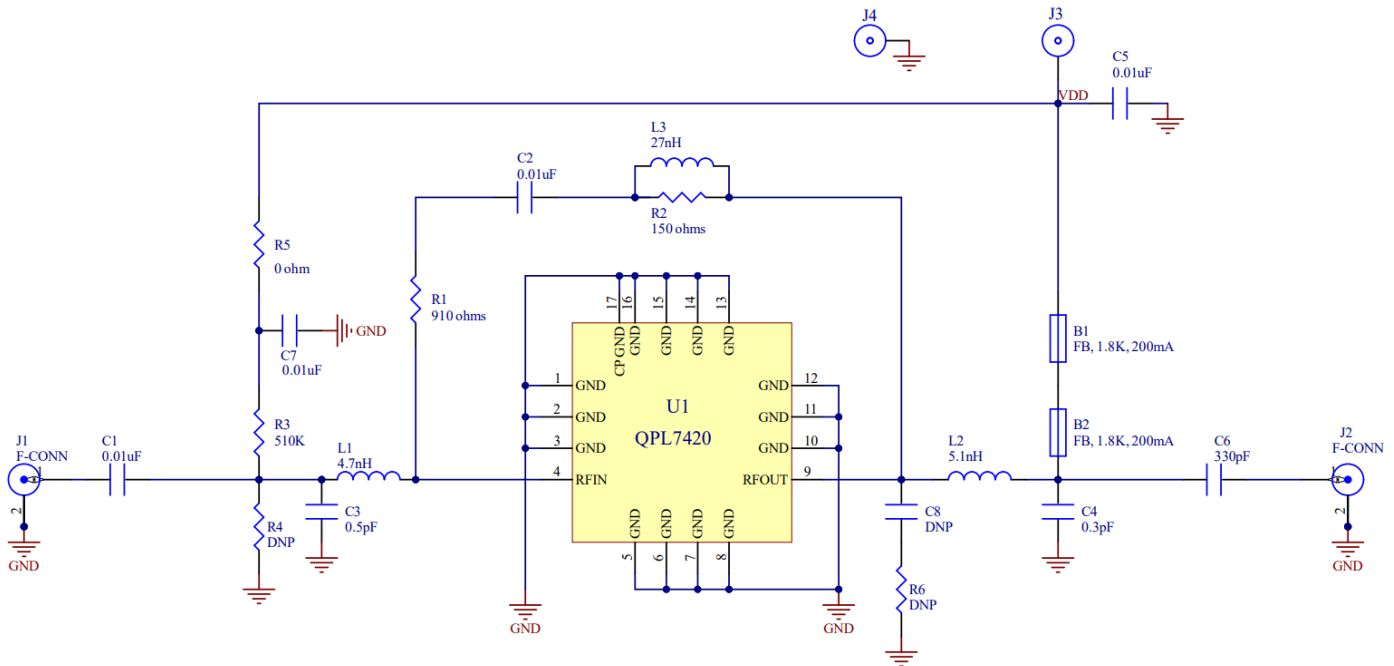 J4
J3
C5
0.01uF
VDD
L3
27nH
C2
0.01uF
R2
150 ohms
R5
0 ohm
R1
910 ohms
C7
0.01uF
GND
17
16
15
14
13
CP GND
GND
GND
GND
GND
B1
FB, 1.8K, 200mA
1
GND
GND
12
U1
QPL7420
2
GND
GND
11
3
GND
GND
10
4
RFIN
RFOUT
9
R3
510K
B2
FB, 1.8K, 200mA
J1
F-CONN
1
2
GND
C1
0.01uF
L1
4.7nH
L2
5.1nH
C6
330pF
J2
F-CONN
1
2
GND
R4
DNP
C3
0.5pF
C8
DNP
C4
0.3pF
GND
GND
GND
GND
5
6
7
8
R6
DNP
GND
GND